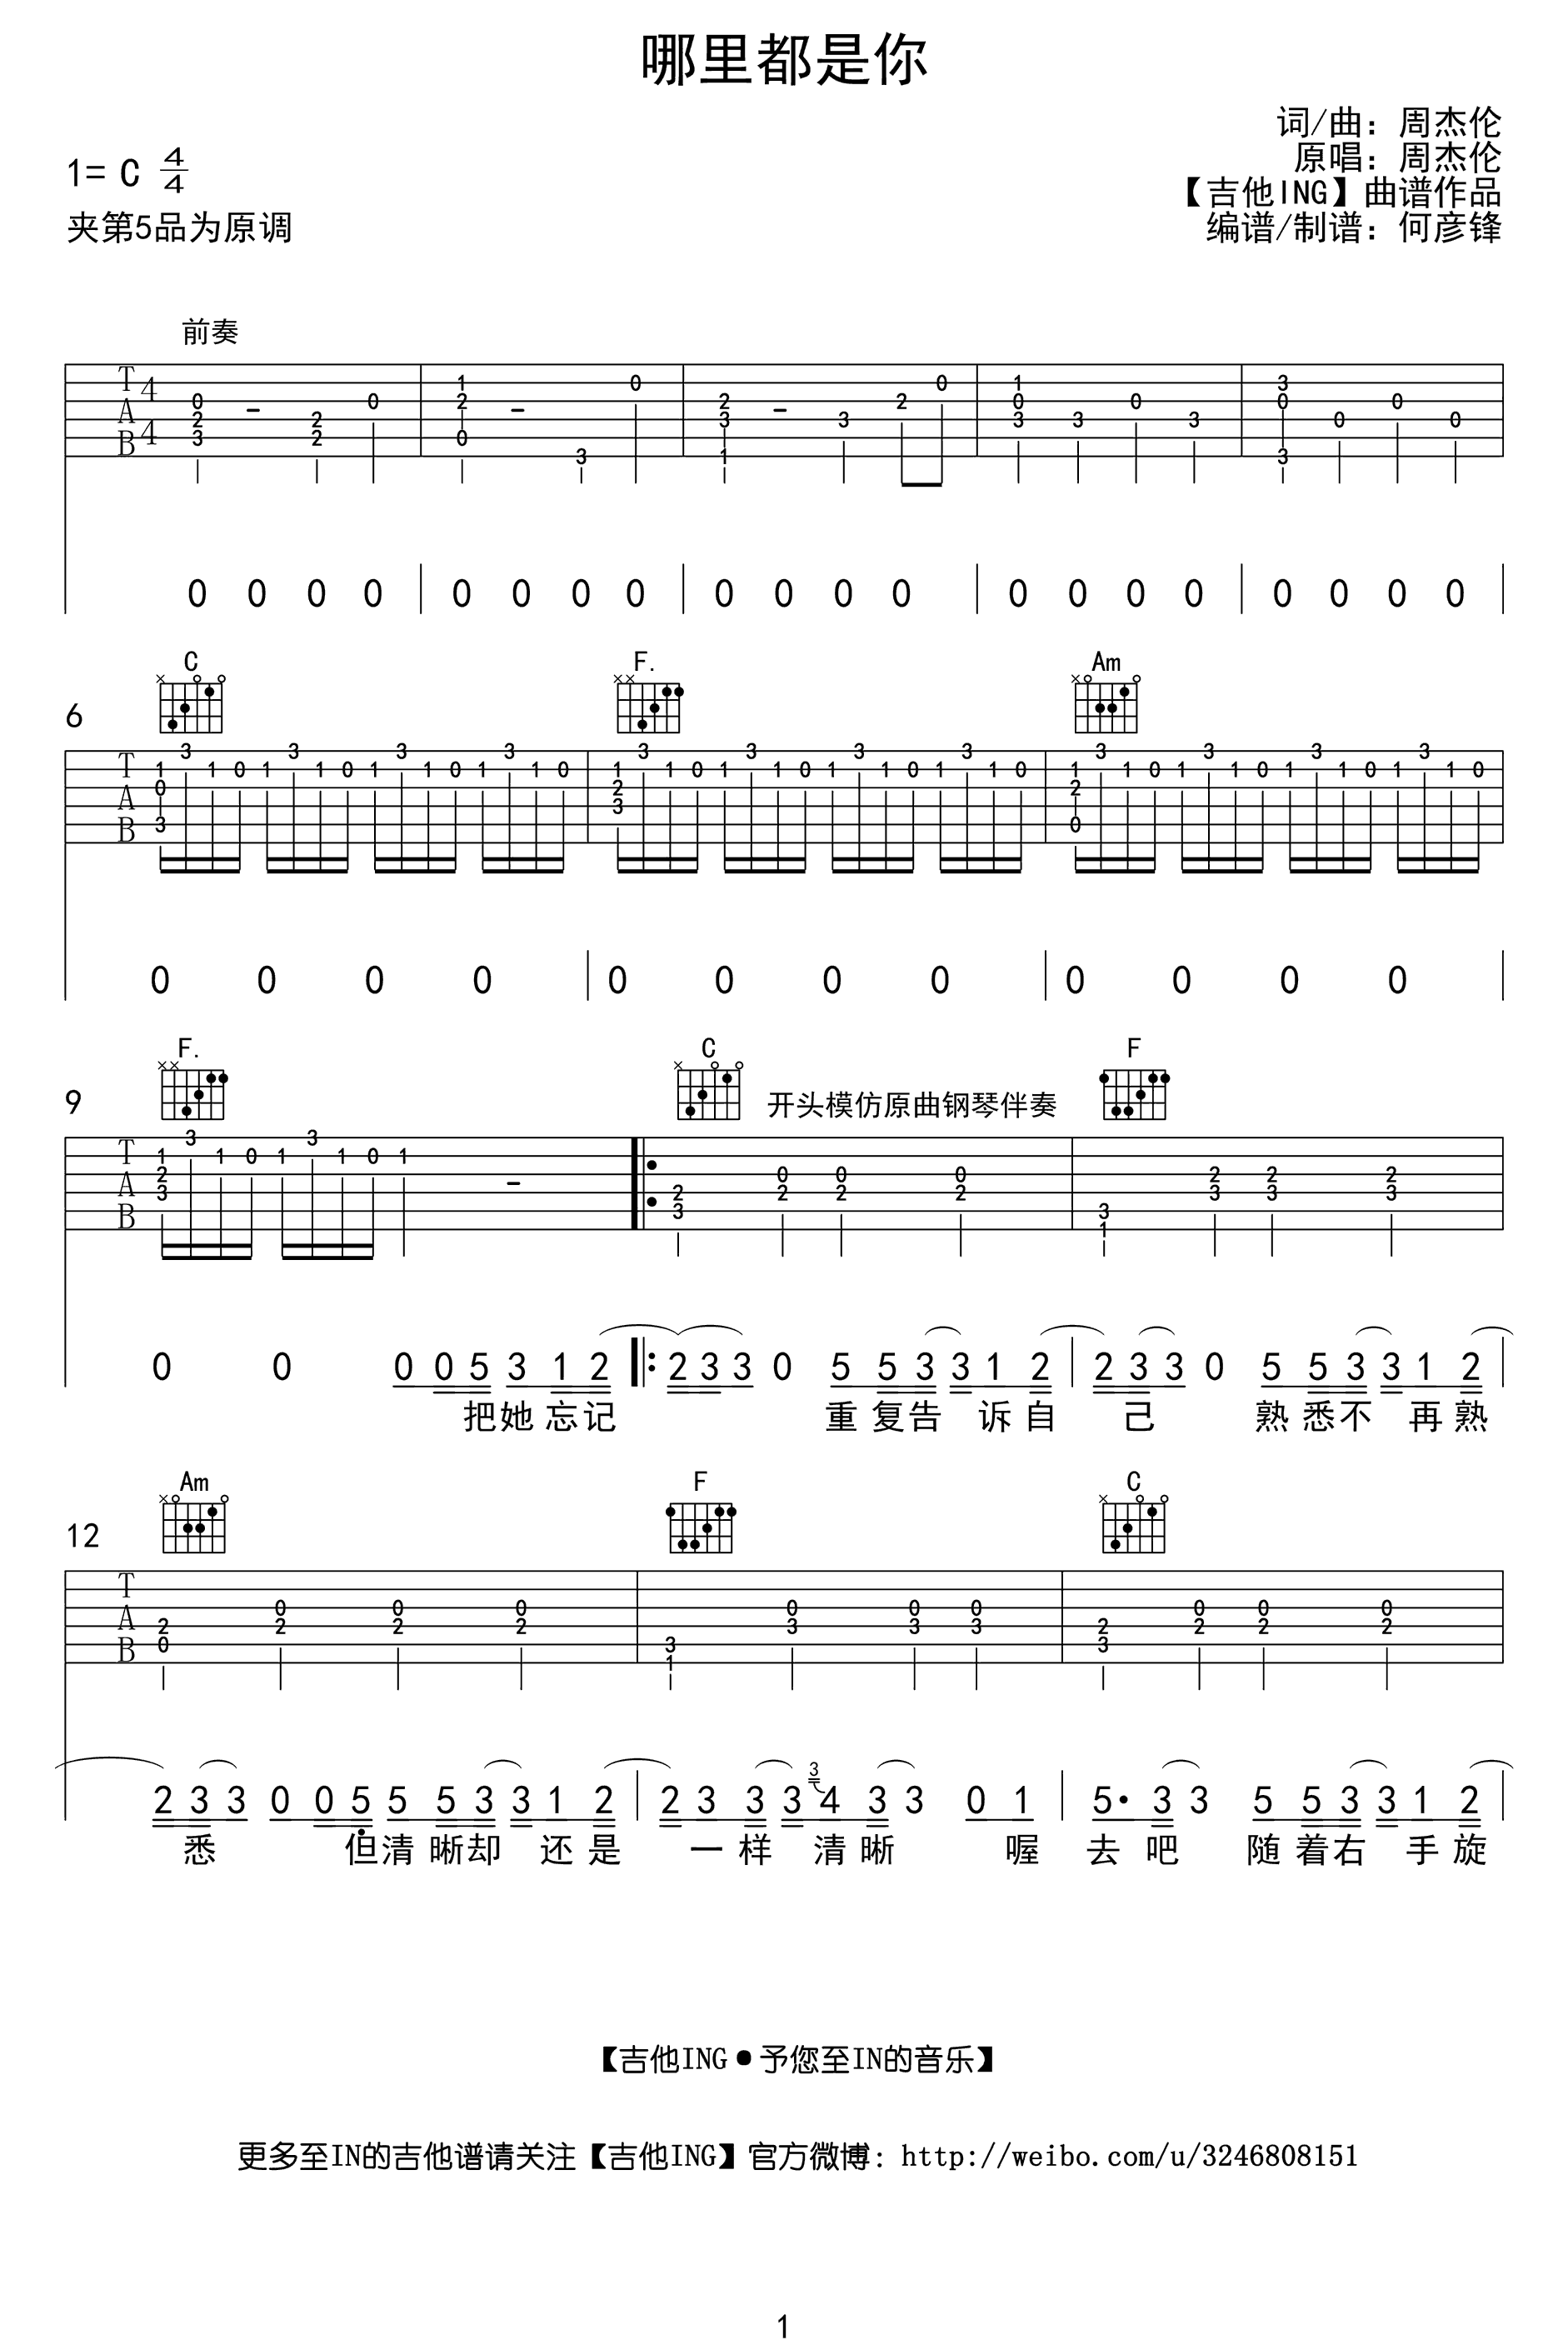 哪里都是你
词/曲：周杰伦
原唱：周杰伦
【吉他ING】曲谱作品
编谱/制谱：何彦锋
1= C 4/4
夹第5品为原调
前奏
T A B 4 4
0 0 0 0 0 0 0 0 0 0 0 0 0 0 0 0 0 0 0 0
C F. Am
6
T A B
0 0 0 0 0 0 0 0 0 0 0 0
F. C F
9 开头模仿原曲钢琴伴奏
T A B
0 0 0 0 5 3 1 2 2 3 3 0 5 5 3 3 1 2 2 3 3 0 5 5 3 3 1 2
把她忘记 重复告诉自己 熟悉不再熟
Am F C
12
T A B
2 3 3 0 0 5 5 5 3 3 1 2 2 3 3 3 3 4 3 3 0 1 5· 3 3 5 5 3 3 1 2
悉 但清晰却还是 一样清晰 喔 去吧 随着右手旋
【吉他ING●予您至IN的音乐】
更多至IN的吉他谱请关注【吉他ING】官方微博：http://weibo.com/u/3246808151
1